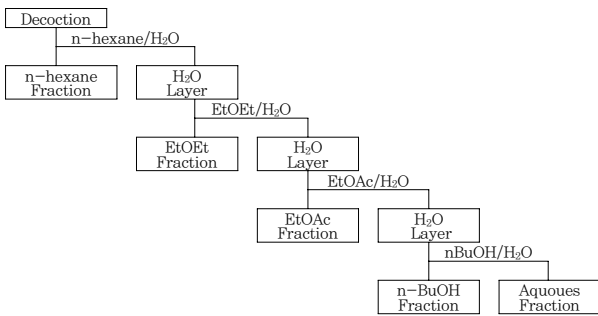 Decoction
n-hexane/H₂O
n-hexane
Fraction
H₂O
Layer
EtOEt/H₂O
EtOEt
Fraction
H₂O
Layer
EtOAc/H₂O
EtOAc
Fraction
H₂O
Layer
nBuOH/H₂O
n-BuOH
Fraction
Aquoues
Fraction